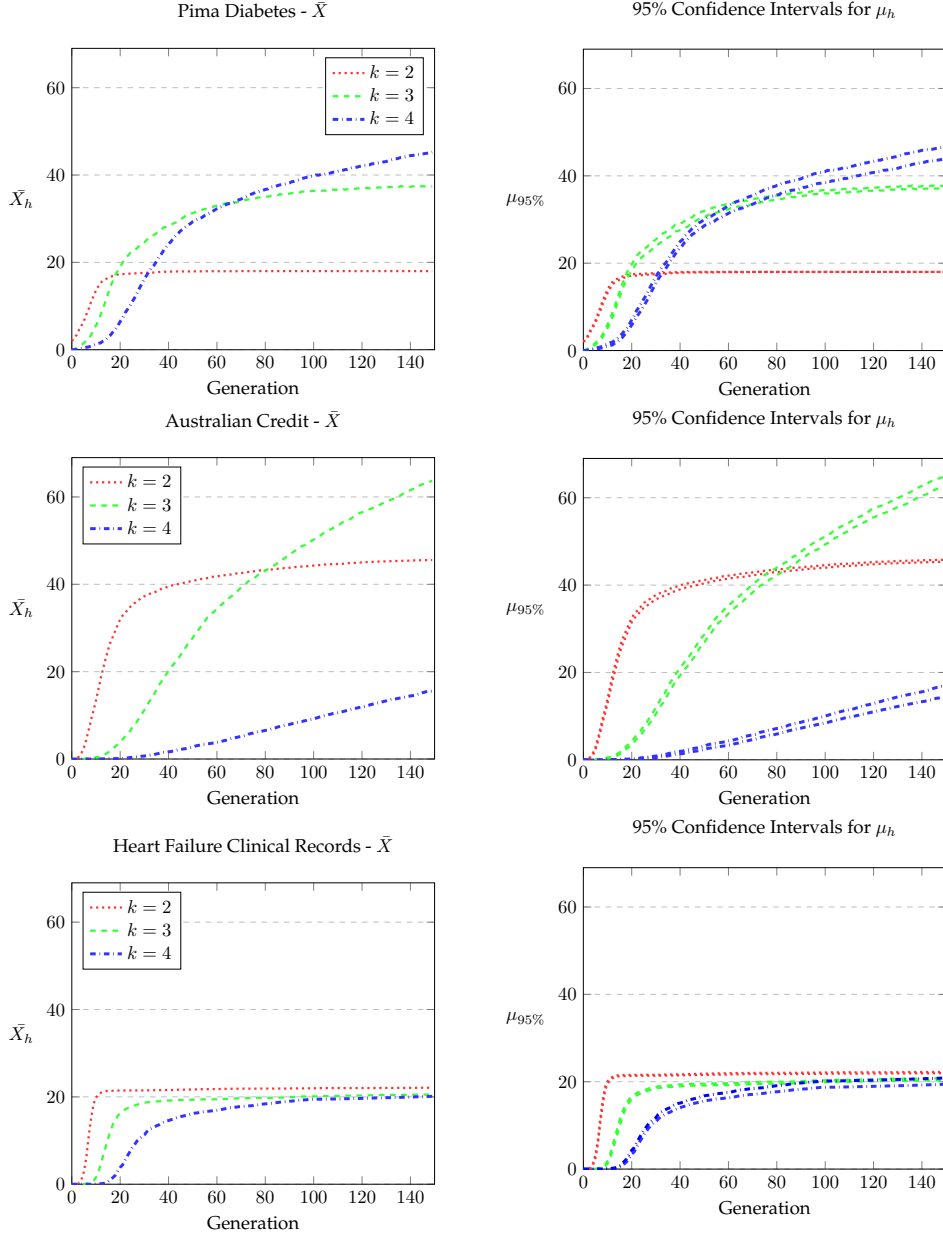 Pima Diabetes - X̄
60
40
20
0
0 20 40 60 80 100 120 140
X̄_h
Generation
k = 2
k = 3
k = 4
95% Confidence Intervals for μ_h
60
40
20
0
0 20 40 60 80 100 120 140
μ_95%
Generation
Australian Credit - X̄
60
40
20
0
0 20 40 60 80 100 120 140
X̄_h
Generation
k = 2
k = 3
k = 4
95% Confidence Intervals for μ_h
60
40
20
0
0 20 40 60 80 100 120 140
μ_95%
Generation
Heart Failure Clinical Records - X̄
60
40
20
0
0 20 40 60 80 100 120 140
X̄_h
Generation
k = 2
k = 3
k = 4
95% Confidence Intervals for μ_h
60
40
20
0
0 20 40 60 80 100 120 140
μ_95%
Generation